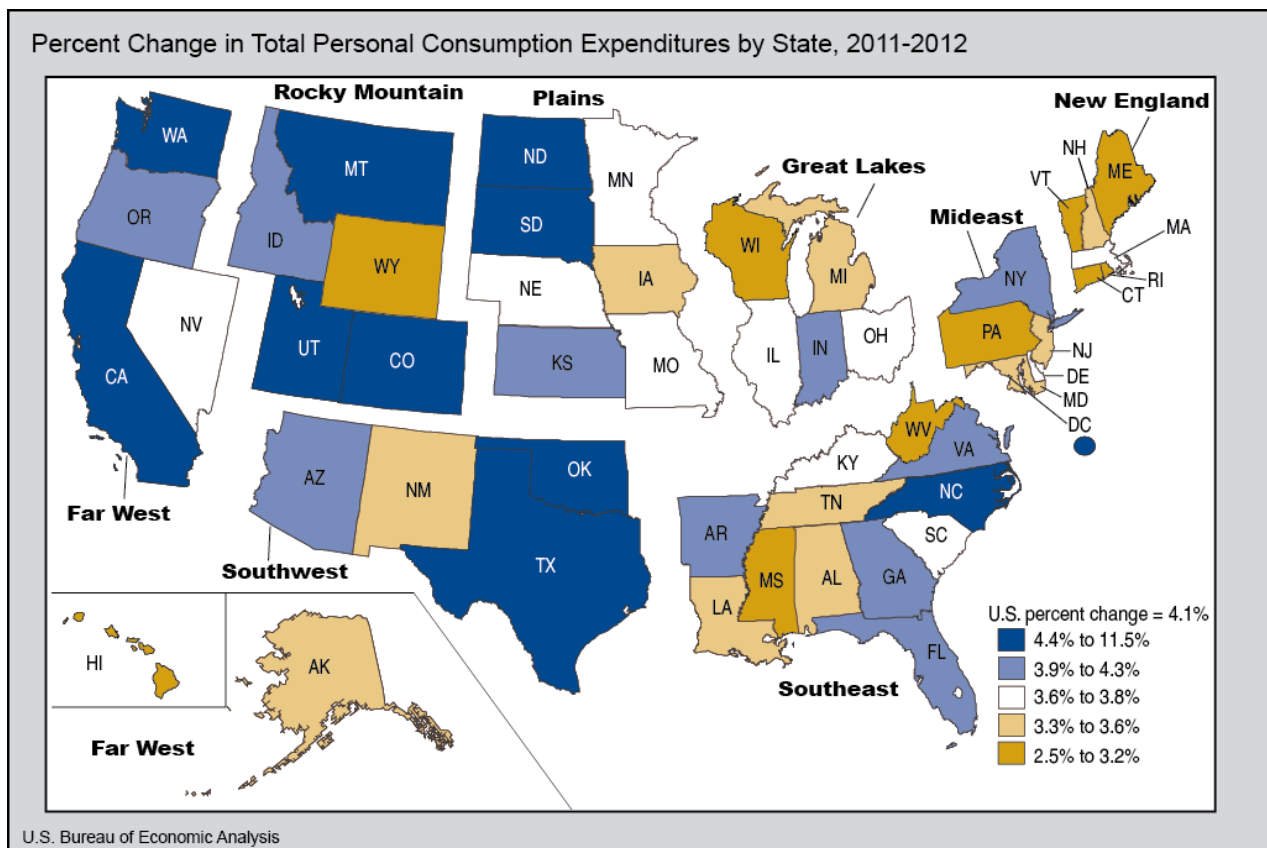 Percent Change in Total Personal Consumption Expenditures by State, 2011-2012
Rocky Mountain
Plains
New England
Great Lakes
Mideast
WA
MT
ND
MN
NH
ME
VT
OR
ID
SD
WI
MI
MA
WY
NY
RI
CT
NV
NE
IA
PA
UT
CO
KS
MO
IL
IN
OH
NJ
DE
MD
DC
CA
WV
VA
KY
AZ
NM
OK
NC
TN
SC
Far West
AR
TX
MS
AL
GA
LA
Southwest
FL
Southeast
HI
AK
Far West
U.S. percent change = 4.1%
4.4% to 11.5%
3.9% to 4.3%
3.6% to 3.8%
3.3% to 3.6%
2.5% to 3.2%
U.S. Bureau of Economic Analysis